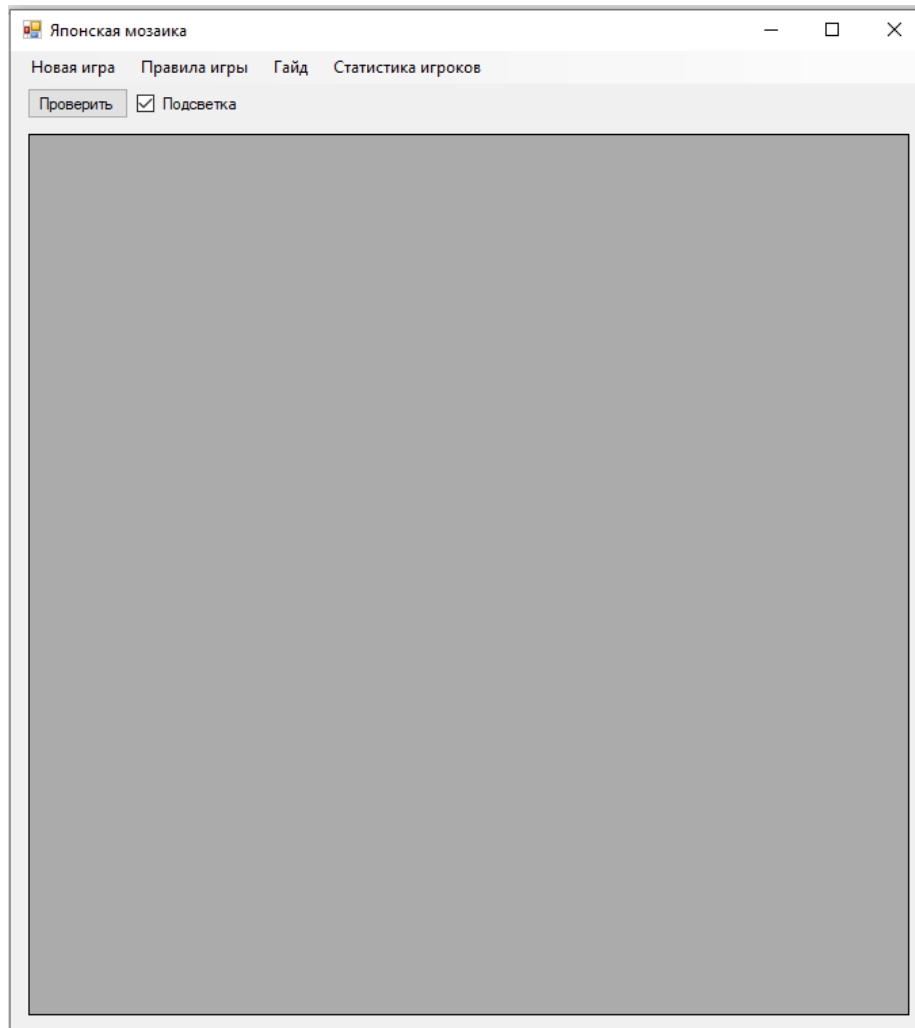 Японская мозаика
Новая игра Правила игры Гайд Статистика игроков
Проверить Подсветка